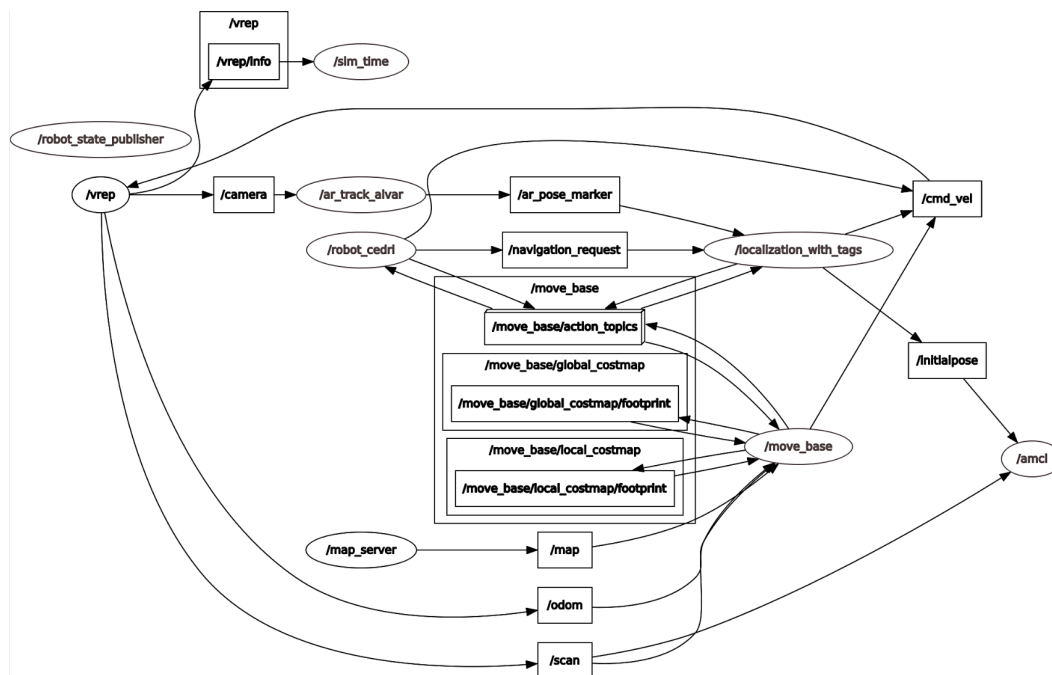 /vrep
/vrep/info
/sim_time
/robot_state_publisher
/vrep
/camera
/ar_track_alvar
/ar_pose_marker
/cmd_vel
/robot_cedri
/navigation_request
/localization_with_tags
/move_base
/move_base/action_topics
/initialpose
/move_base/global_costmap
/move_base/global_costmap/footprint
/move_base
/move_base/local_costmap
/amcl
/move_base/local_costmap/footprint
/map_server
/map
/odom
/scan